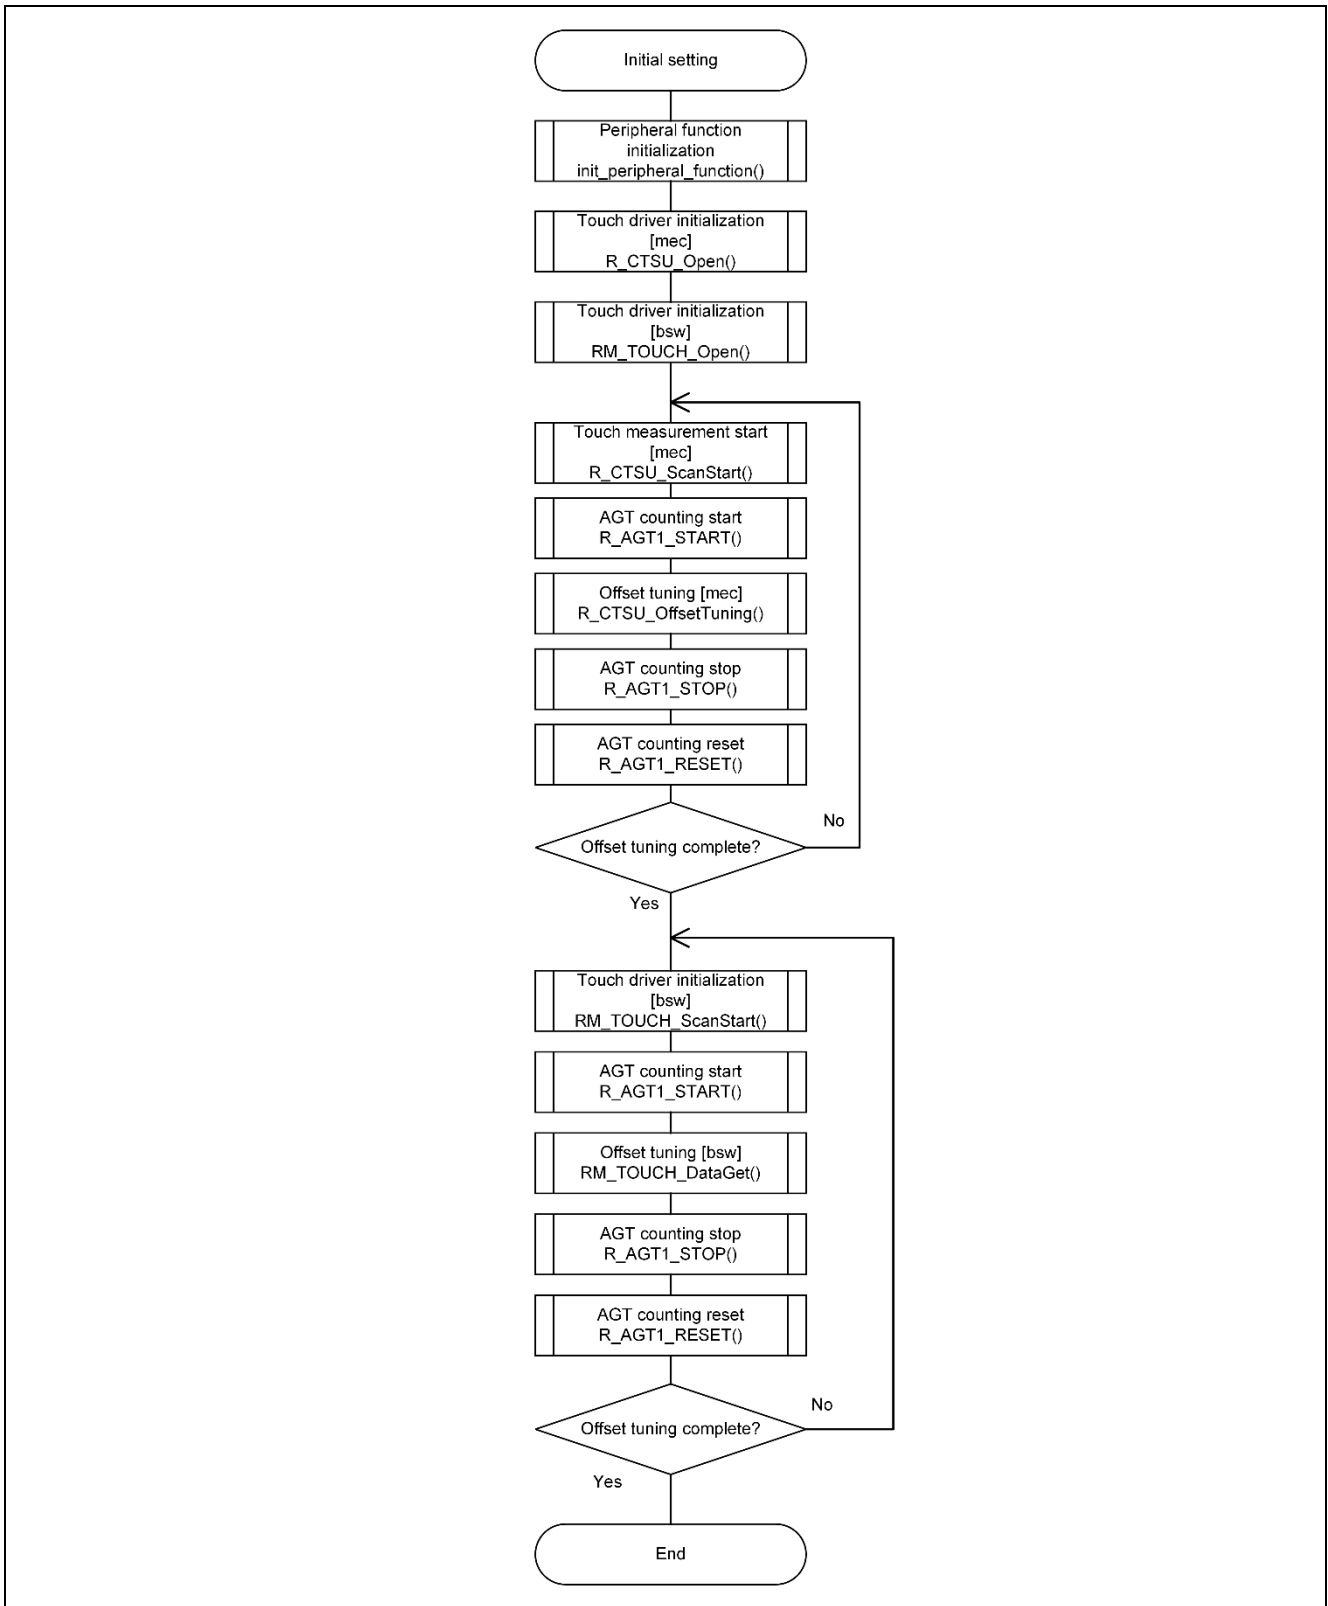 Initial setting
Peripheral function
initialization
init_peripheral_function()
Touch driver initialization
[mec]
R_CTSU_Open()
Touch driver initialization
[bsw]
RM_TOUCH_Open()
Touch measurement start
[mec]
R_CTSU_ScanStart()
AGT counting start
R_AGT1_START()
Offset tuning [mec]
R_CTSU_OffsetTuning()
AGT counting stop
R_AGT1_STOP()
AGT counting reset
R_AGT1_RESET()
No
Offset tuning complete?
Yes
Touch driver initialization
[bsw]
RM_TOUCH_ScanStart()
AGT counting start
R_AGT1_START()
Offset tuning [bsw]
RM_TOUCH_DataGet()
AGT counting stop
R_AGT1_STOP()
AGT counting reset
R_AGT1_RESET()
No
Offset tuning complete?
Yes
End